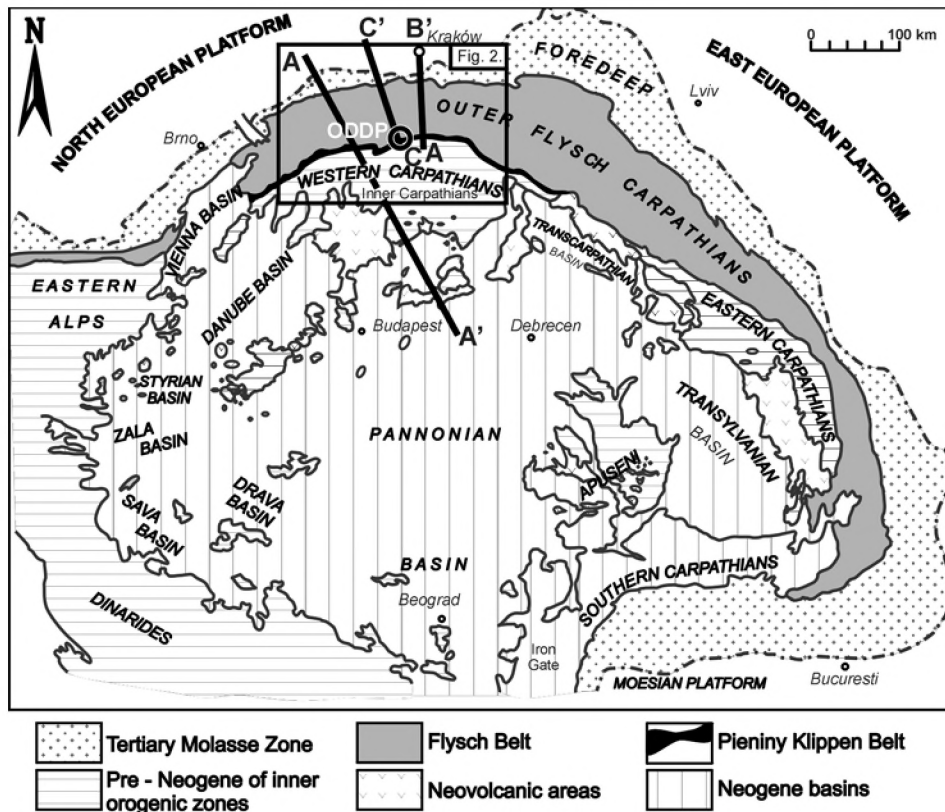 N
NORTH EUROPEAN PLATFORM
A
C’
B’
Kraków
Fig. 2.
FOREDEEP
EAST EUROPEAN PLATFORM
0 100 km
Lviv
Brno
ODDP
OUTER FLYSCH CARPATHIANS
C A
WESTERN CARPATHIANS
Inner Carpathians
VIENNA BASIN
EASTERN
ALPS
DANUBE BASIN
TRANSCARPATHIAN
BASIN
EASTERN CARPATHIANS
Budapest
A’
Debrecen
STYRIAN
BASIN
ZALA
BASIN
PANNONIAN
TRANSYLVANIAN
BASIN
APUSENI
DRAVA
BASIN
SAVA
BASIN
BASIN
Beograd
SOUTHERN CARPATHIANS
DINARIDES
Iron
Gate
MOESIAN PLATFORM
Bucuresti
Tertiary Molasse Zone
Flysch Belt
Pieniny Klippen Belt
Pre - Neogene of inner
orogenic zones
Neovolcanic areas
Neogene basins